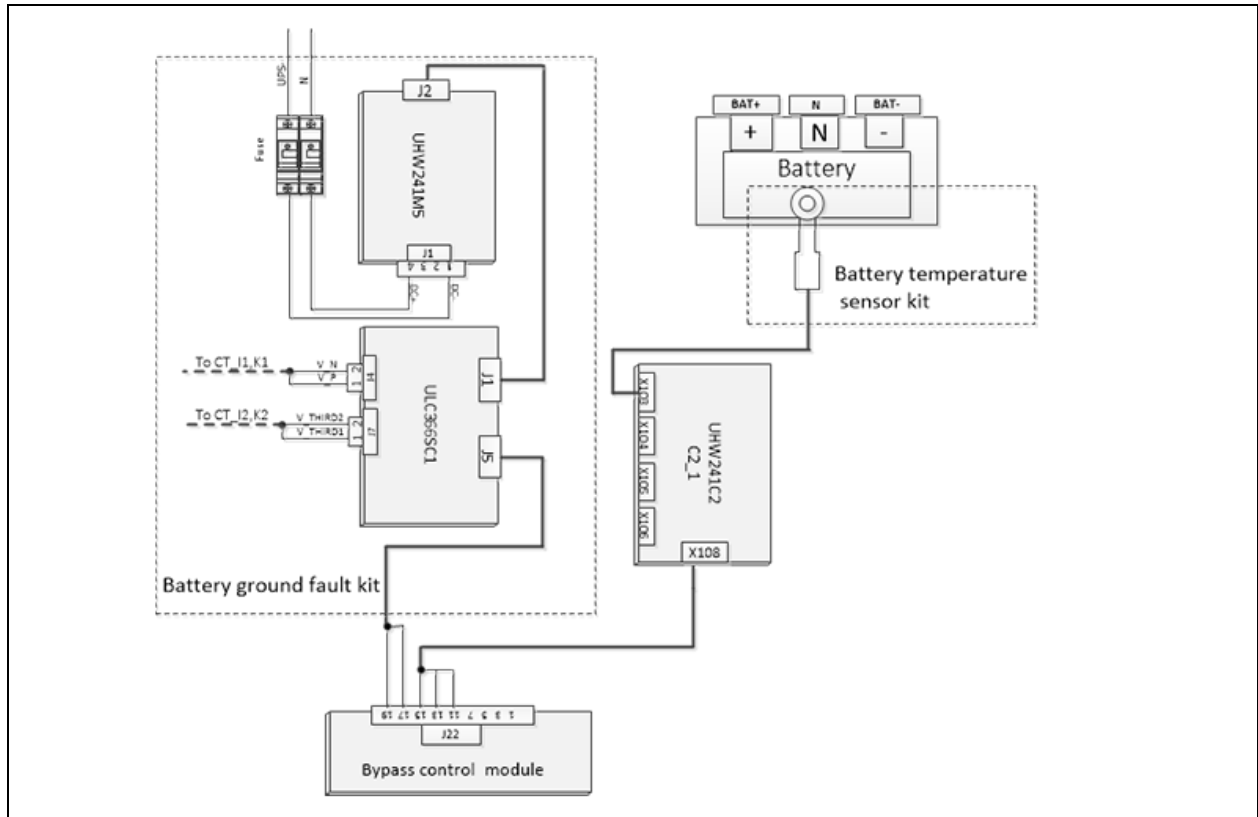 UPS-
N
Fuse
J2
UHW241M5
J1
4 3 2 1
DC+
DC-
BAT+
N
BAT-
+
N
-
Battery
Battery temperature
sensor kit
To CT_I1,K1
V_N
V_P
1 2
J4
J1
To CT_I2,K2
V_THIRD2
V_THIRD1
1 2
J7
ULC366SC1
J5
X103
X104
X105
X106
UHW241C2
C2_1
X108
Battery ground fault kit
19 17 15 13 11 7 5 3 1
J22
Bypass control module